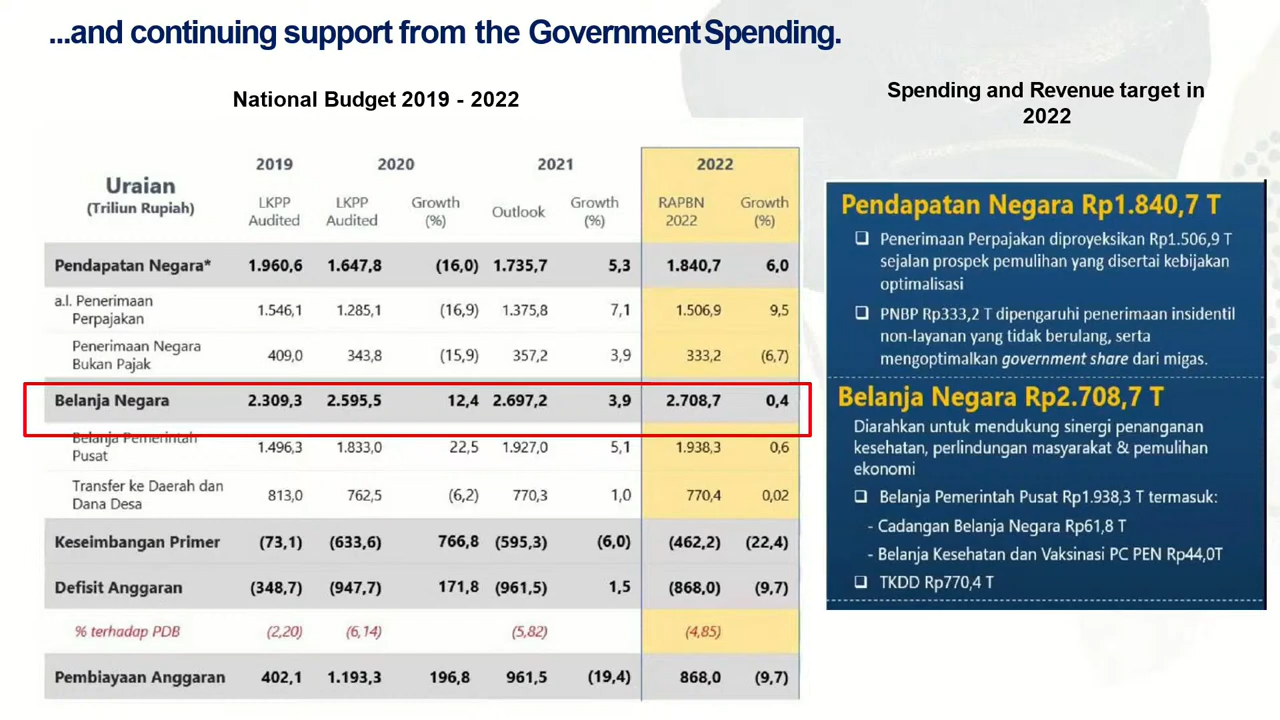 ...and continuing support from the Government Spending.
National Budget 2019 - 2022
Spending and Revenue target in
2022
Uraian
(Triliun Rupiah)
2019 2020 2021 2022
LKPP Audited LKPP Audited Growth (%) Outlook Growth (%) RAPBN 2022 Growth (%)
Pendapatan Negara* 1.960,6 1.647,8 (16,0) 1.735,7 5,3 1.840,7 6,0
a.l. Penerimaan
Perpajakan 1.546,1 1.285,1 (16,9) 1.375,8 7,1 1.506,9 9,5
Penerimaan Negara
Bukan Pajak 409,0 343,8 (15,9) 357,2 3,9 333,2 (6,7)
Belanja Negara 2.309,3 2.595,5 12,4 2.697,2 3,9 2.708,7 0,4
Belanja Pemerintah
Pusat 1.496,3 1.833,0 22,5 1.927,0 5,1 1.938,3 0,6
Transfer ke Daerah dan
Dana Desa 813,0 762,5 (6,2) 770,3 1,0 770,4 0,02
Keseimbangan Primer (73,1) (633,6) 766,8 (595,3) (6,0) (462,2) (22,4)
Defisit Anggaran (348,7) (947,7) 171,8 (961,5) 1,5 (868,0) (9,7)
% terhadap PDB (2,20) (6,14) (5,82) (4,85)
Pembiayaan Anggaran 402,1 1.193,3 196,8 961,5 (19,4) 868,0 (9,7)
Pendapatan Negara Rp1.840,7 T
❑ Penerimaan Perpajakan diproyeksikan Rp1.506,9 T
sejalan prospek pemulihan yang disertai kebijakan
optimalisasi
❑ PNBP Rp333,2 T dipengaruhi penerimaan insidentil
non-layanan yang tidak berulang, serta
mengoptimalkan government share dari migas.
Belanja Negara Rp2.708,7 T
Diarahkan untuk mendukung sinergi penanganan
kesehatan, perlindungan masyarakat & pemulihan
ekonomi
❑ Belanja Pemerintah Pusat Rp1.938,3 T termasuk:
- Cadangan Belanja Negara Rp61,8 T
- Belanja Kesehatan dan Vaksinasi PC PEN Rp44,0T
❑ TKDD Rp770,4 T